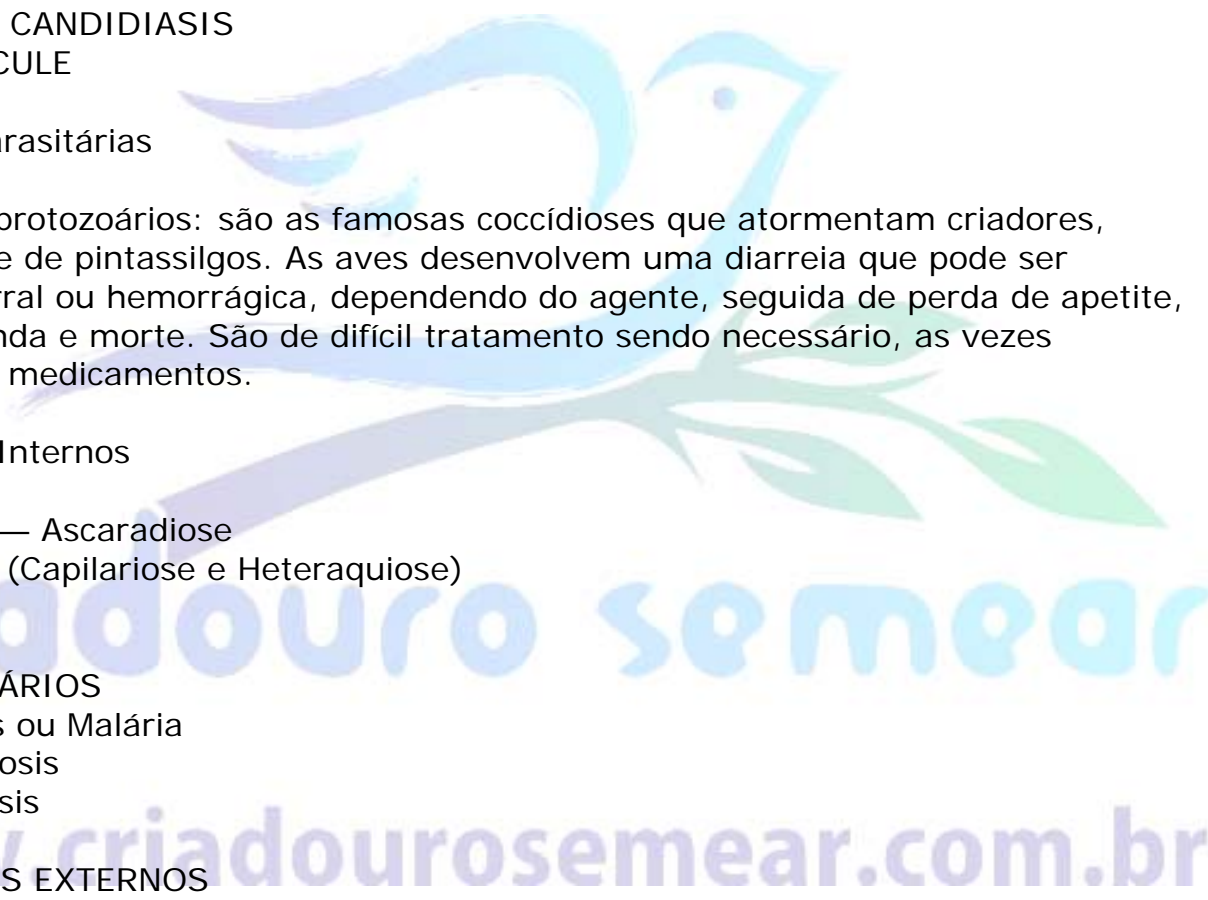 CANDIDIASIS
CULE
arasitárias
protozoários: são as famosas coccídioses que atormentam criadores,
e de pintassilgos. As aves desenvolvem uma diarreia que pode ser
rral ou hemorrágica, dependendo do agente, seguida de perda de apetite,
nda e morte. São de difícil tratamento sendo necessário, as vezes
medicamentos.
Internos
— Ascaradiose
(Capilariose e Heteraquiose)
adouro semear
ÁRIOS
s ou Malária
osis
sis
.criadourosemear.com.br
S EXTERNOS